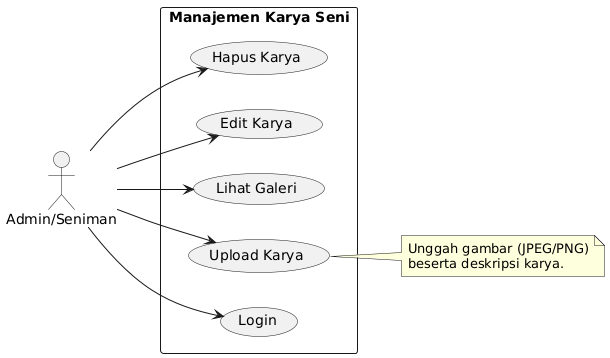 Manajemen Karya Seni
Hapus Karya
Edit Karya
Lihat Galeri
Admin/Seniman
Upload Karya
Unggah gambar (JPEG/PNG)
beserta deskripsi karya.
Login